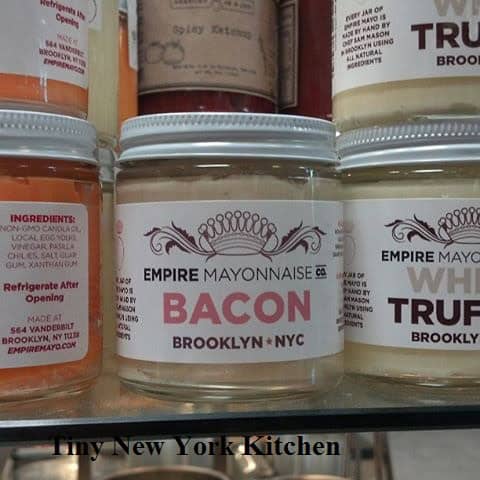 Refrigerate After
Opening
MADE AT
564 VANDERBILT
BROOKLYN, NY
EMPIREMAYO.COM
Spicy Ketchup
EVERY JAR OF
EMPIRE MAYO IS
MADE BY HAND BY
CHEF SAM MASON
IN BROOKLYN USING
ALL NATURAL
INGREDIENTS
TRU
BROOK
INGREDIENTS:
NON-GMO CANOLA OIL,
LOCAL EGG YOLKS,
VINEGAR, PASILLA
CHILIES, SALT, GUAR
GUM, XANTHAN GUM
Refrigerate After
Opening
MADE AT
564 VANDERBILT
BROOKLYN, NY 11238
EMPIREMAYO.COM
EMPIRE MAYONNAISE CO.
BACON
BROOKLYN★NYC
EMPIRE MAYO
WHI
TRUF
BROOKLY
Tiny New York Kitchen